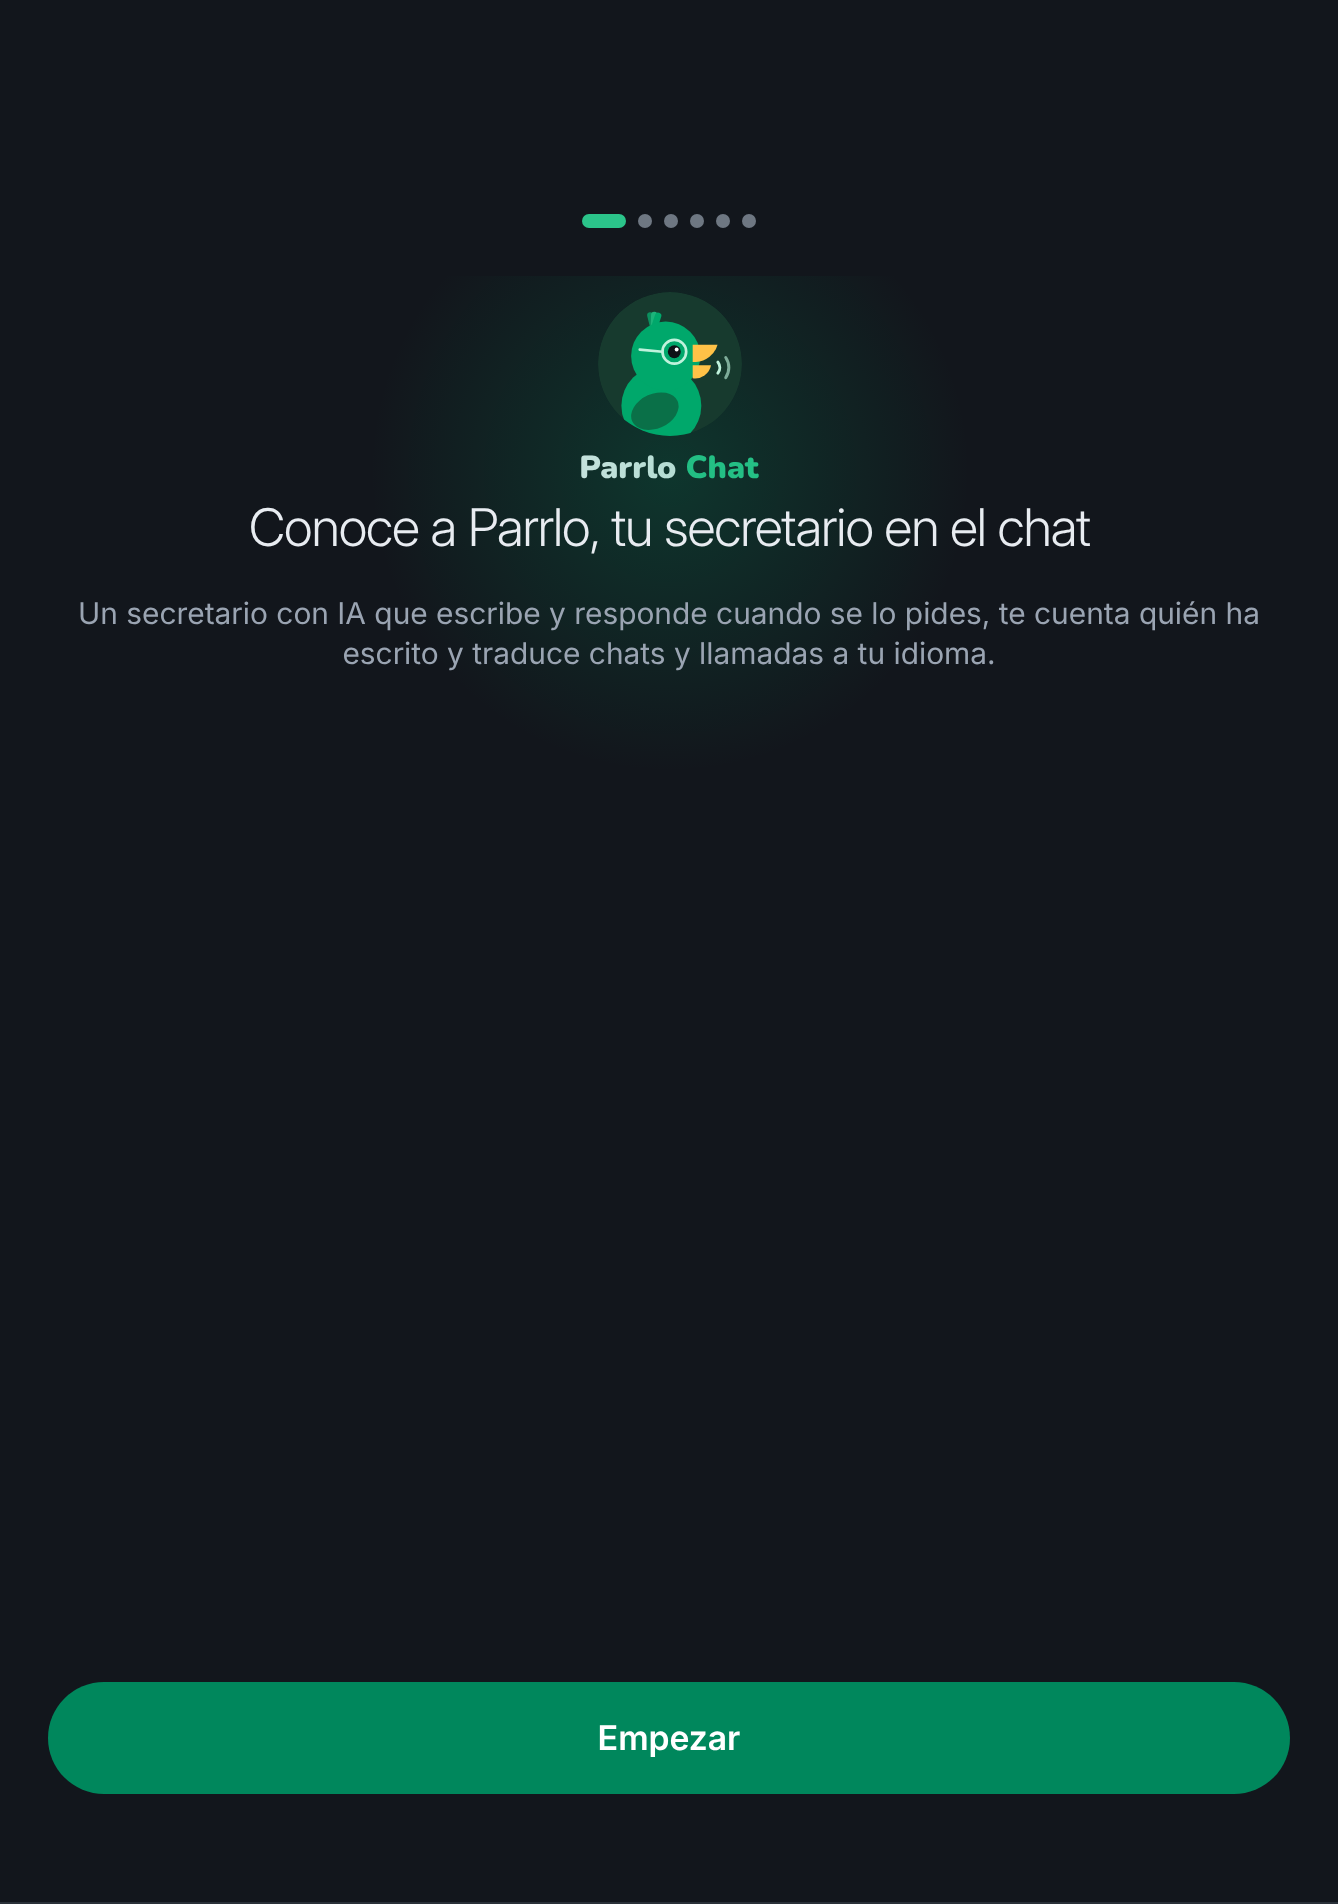 Parrlo Chat
Conoce a Parrlo, tu secretario en el chat
Un secretario con IA que escribe y responde cuando se lo pides, te cuenta quién ha
escrito y traduce chats y llamadas a tu idioma.
Empezar